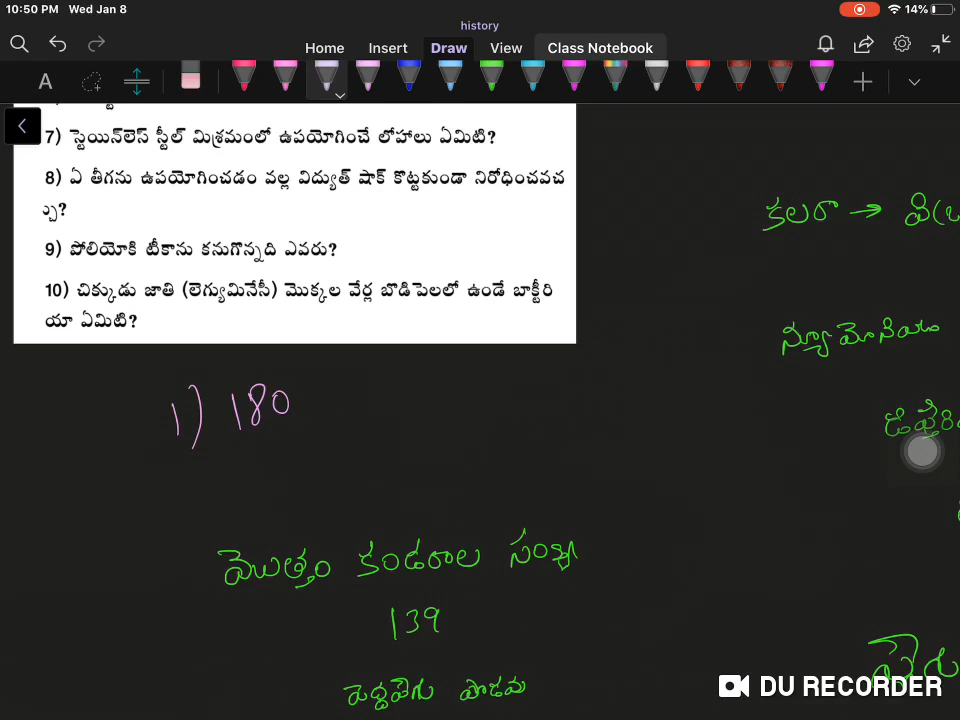 10:50 PM Wed Jan 8
14%
history
Home Insert Draw View Class Notebook
A
7) స్టెయిన్‌లెస్ స్టీల్ మిశ్రమంలో ఉపయోగించే లోహాలు ఏమిటి?
8) ఏ తీగను ఉపయోగించడం వల్ల విద్యుత్ షాక్ కొట్టకుండా నిరోధించవచ
్చు?
9) పోలియోకి టీకాను కనుగొన్నది ఎవరు?
10) చిక్కుడు జాతి (లెగ్యుమినేసీ) మొక్కల వేర్ల బొడిపెలలో ఉండే బాక్టీరి
యా ఏమిటి?
కలరా →
న్యూమోనియా
1) 180
మొత్తం కండరాల సంఖ్య
139
పెద్దపేగు పొడవు
DU RECORDER